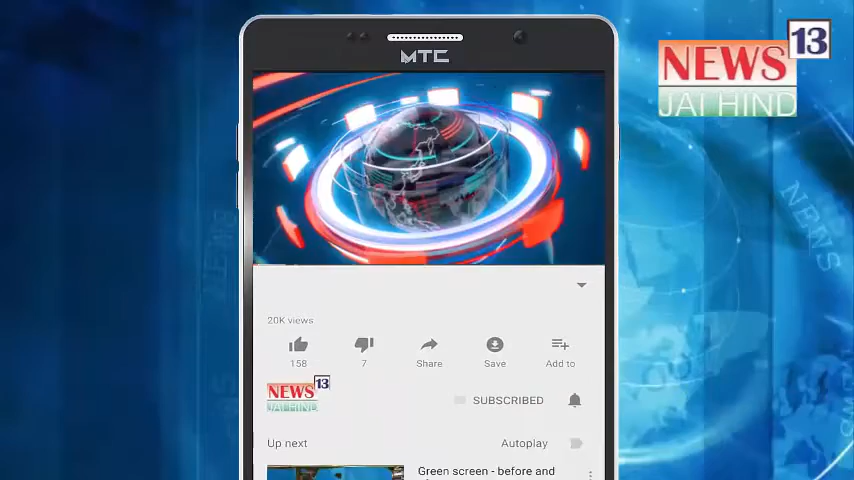 MTC
NEWS 13
JAI HIND
NEWS
20K views
158
7
Share
Save
Add to
NEWS 13
JAI HIND
SUBSCRIBED
Up next
Autoplay
Green screen - before and